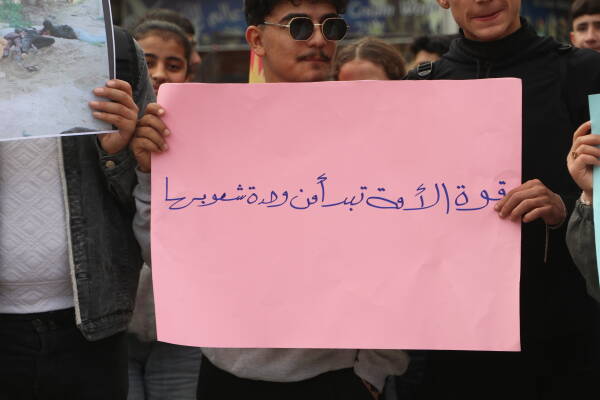 قوة الأمة تبدأ من وحدة شعوبها